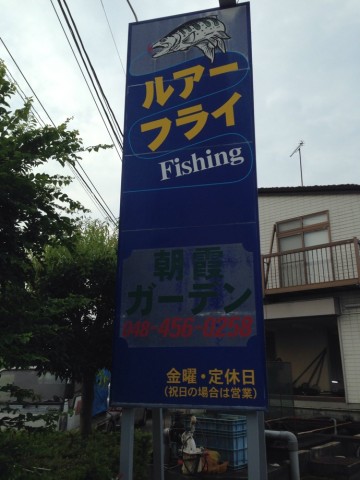 ルアー
フライ
Fishing
朝霞
ガーデン
048-456-0258
金曜・定休日
(祝日の場合は営業)